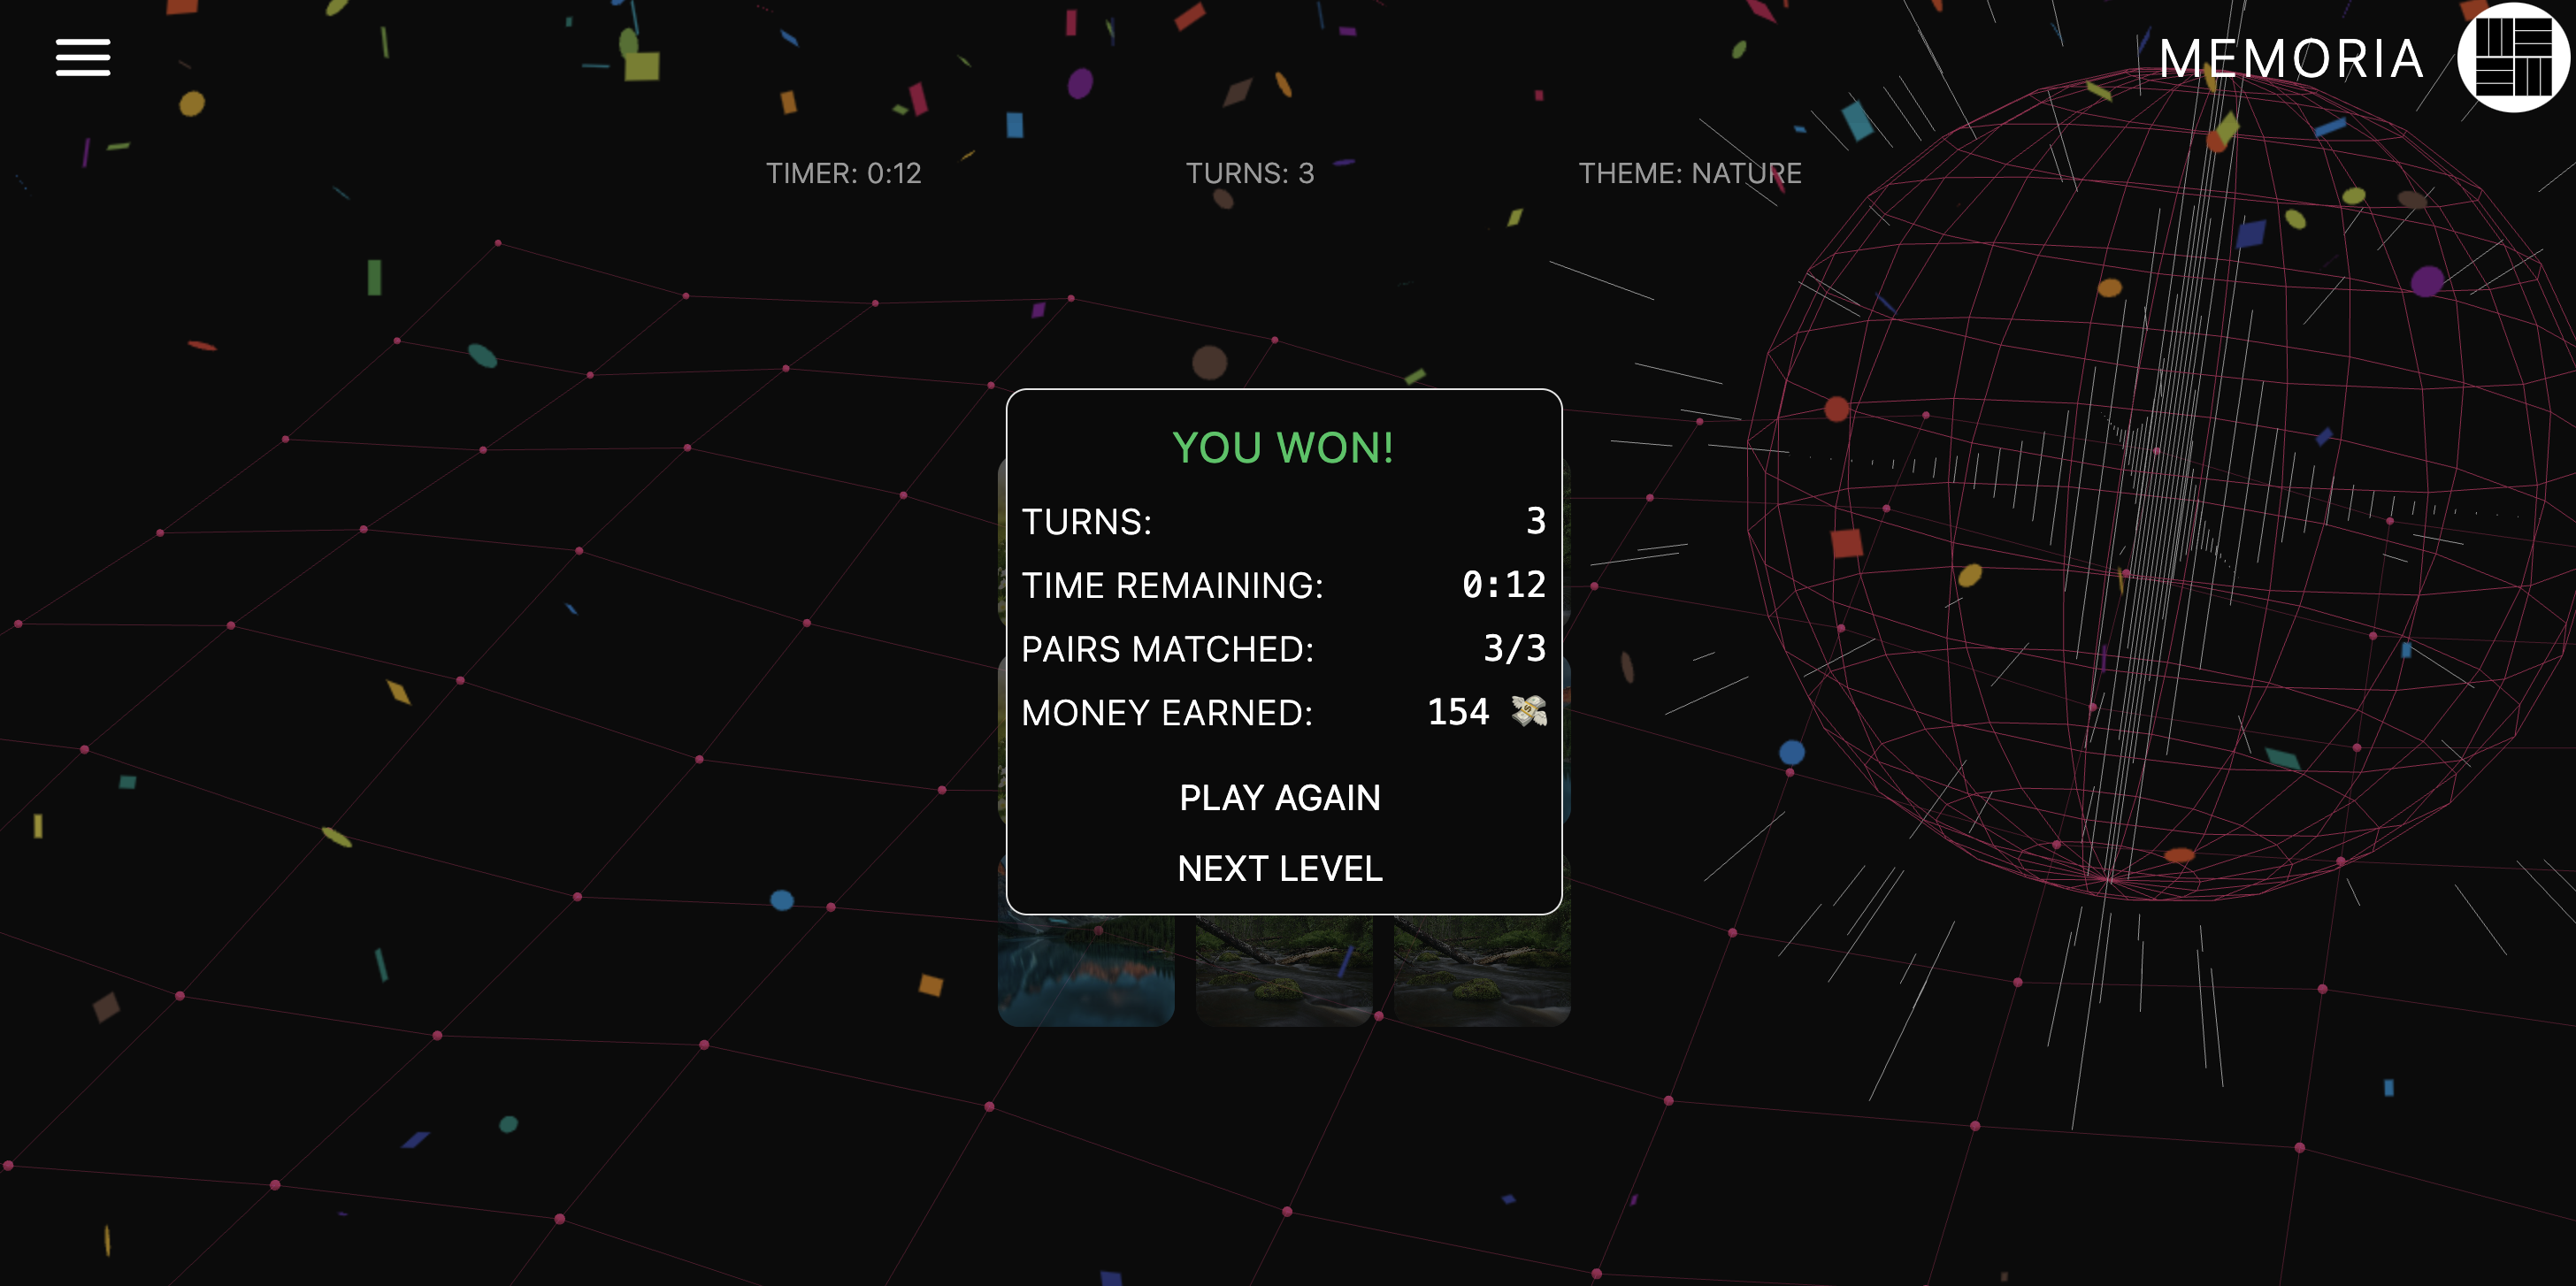 MEMORIA
TIMER: 0:12
TURNS: 3
THEME: NATURE
YOU WON!
TURNS: 3
TIME REMAINING: 0:12
PAIRS MATCHED: 3/3
MONEY EARNED: 154 💸
PLAY AGAIN
NEXT LEVEL